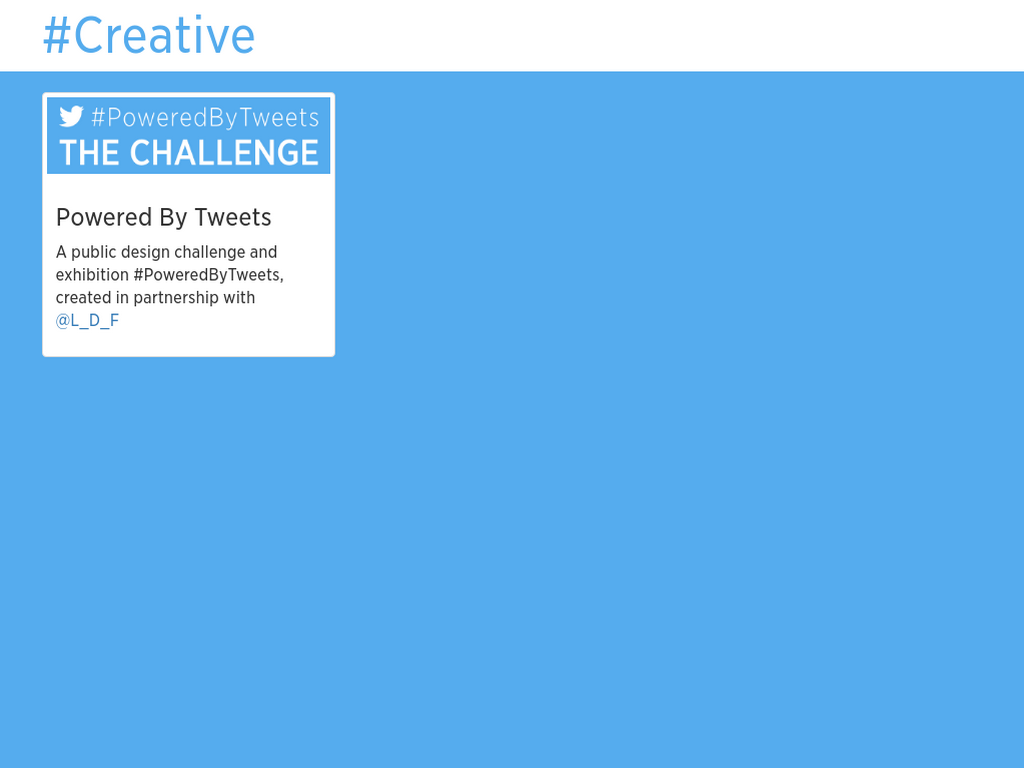 #Creative
#PoweredByTweets
THE CHALLENGE
Powered By Tweets
A public design challenge and
exhibition #PoweredByTweets,
created in partnership with
@L_D_F